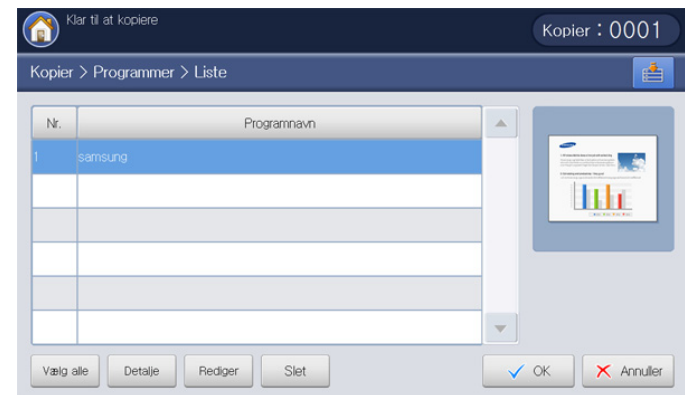 Klar til at kopiere
Kopier : 0001
Kopier > Programmer > Liste
Nr. Programnavn
1 samsung
Vælg alle Detalje Rediger Slet OK Annuller